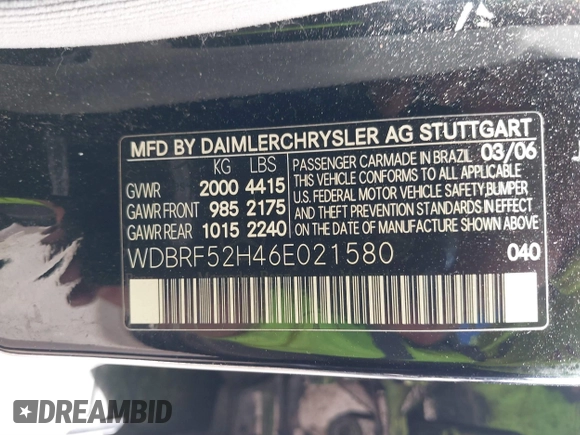 MFD BY DAIMLERCHRYSLER AG STUTTGART
KG LBS
GVWR 2000 4415
GAWR FRONT 985 2175
GAWR REAR 1015 2240
PASSENGER CARMADE IN BRAZIL 03/06
THIS VEHICLE CONFORMS TO ALL APPLICABLE
U.S. FEDERAL MOTOR VEHICLE SAFETY,BUMPER
AND THEFT PREVENTION STANDARDS IN EFFECT
ON THE DATE OF MANUFACTURE SHOWN ABOVE.
WDBRF52H46E021580 040
DREAMBID